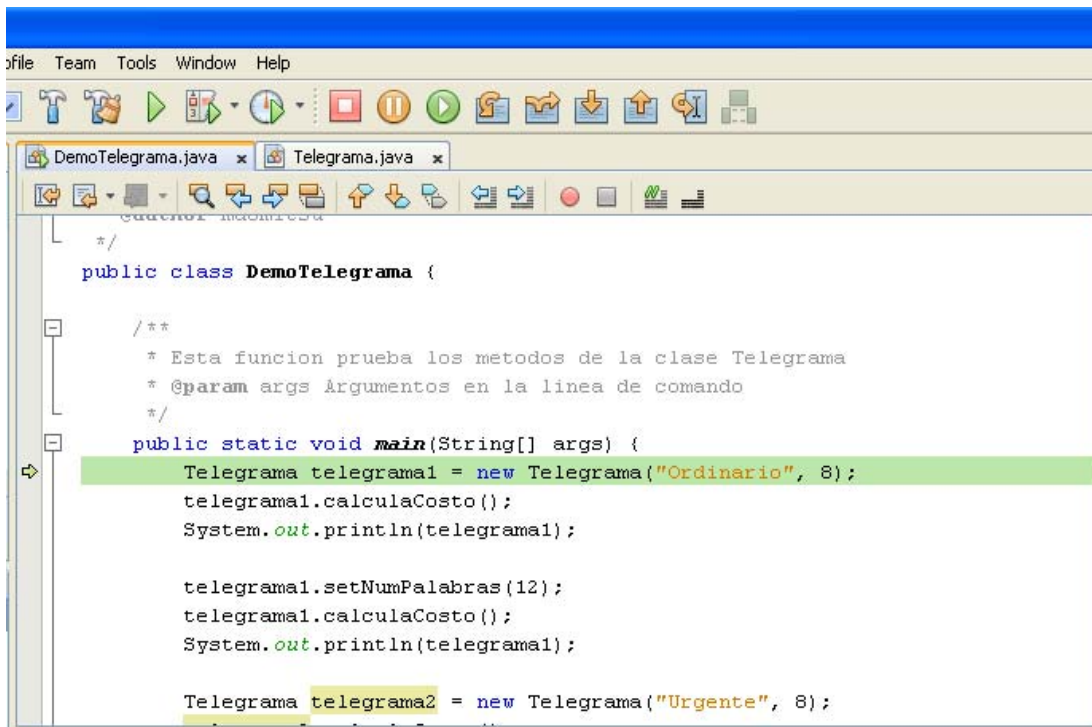 ofile Team Tools Window Help
DemoTelegrama.java x Telegrama.java x
*/
public class DemoTelegrama {
/**
* Esta funcion prueba los metodos de la clase Telegrama
* @param args Argumentos en la linea de comando
*/
public static void main(String[] args) {
Telegrama telegrama1 = new Telegrama("Ordinario", 8);
telegrama1.calculaCosto();
System.out.println(telegrama1);
telegrama1.setNumPalabras(12);
telegrama1.calculaCosto();
System.out.println(telegrama1);
Telegrama telegrama2 = new Telegrama("Urgente", 8);